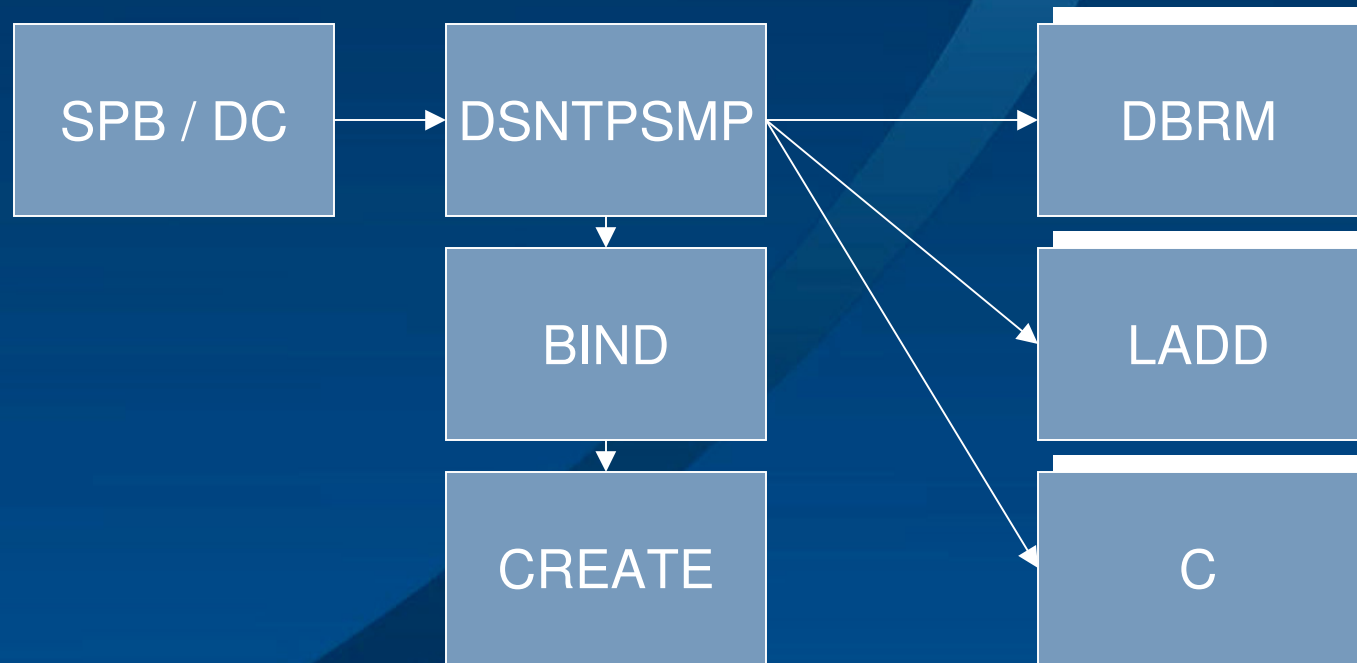 SPB / DC
DSNTPSMP
DBRM
BIND
LADD
CREATE
C